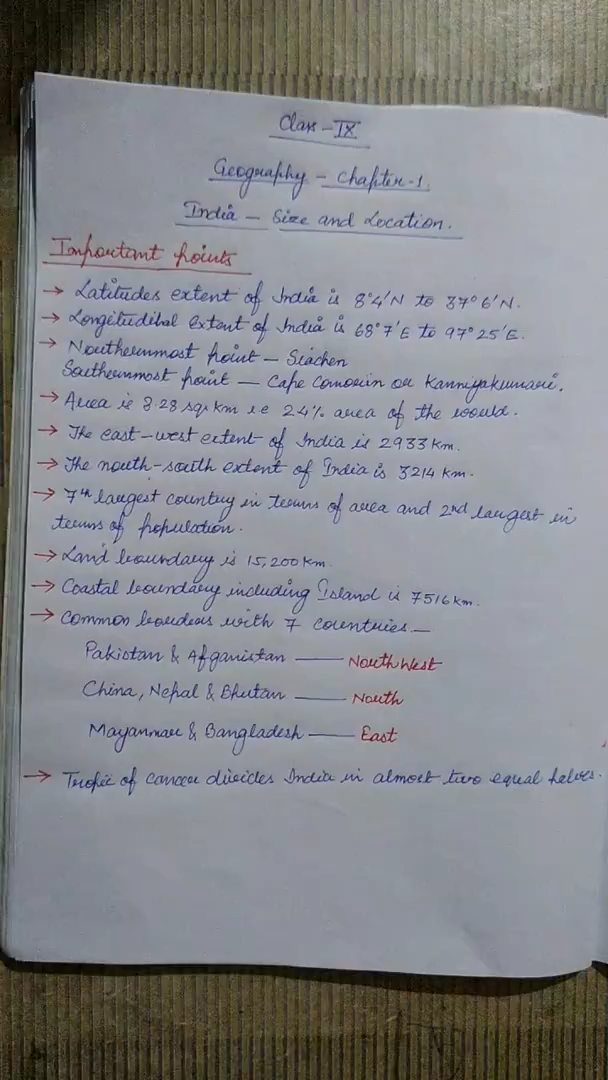 Class - IX
Geography - Chapter-1.
India - Size and Location.
Important points
→ Latitudes extent of India is 8°4'N to 37°6'N.
→ Longitudibal extent of India is 68°7'E to 97°25'E.
→ Northernmost point - Siachen
Southernmost point - Cape Comorin or Kanniyakumari.
→ Area is 3.28 sq. km i.e 24% area of the world.
→ The east-west extent of India is 2933 km.
→ The north-south extent of India is 3214 km.
→ 7th largest country in terms of area and 2nd largest in
terms of population.
→ Land boundary is 15,200 km.
→ Coastal boundary including Island is 7516 km.
→ Common borders with 7 countries —
Pakistan & Afganistan — North West
China, Nepal & Bhutan — North
Mayanmar & Bangladesh — East
→ Tropic of cancer divides India in almost two equal halves.